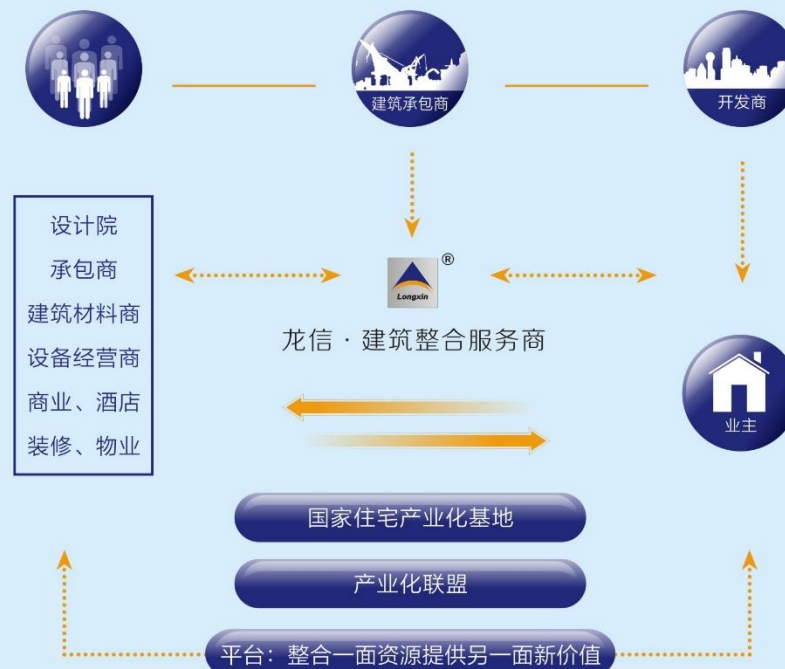 建筑承包商
开发商
设计院
承包商
建筑材料商
设备经营商
商业、酒店
装修、物业
®
Longxin
龙信·建筑整合服务商
业主
国家住宅产业化基地
产业化联盟
平台：整合一面资源提供另一面新价值